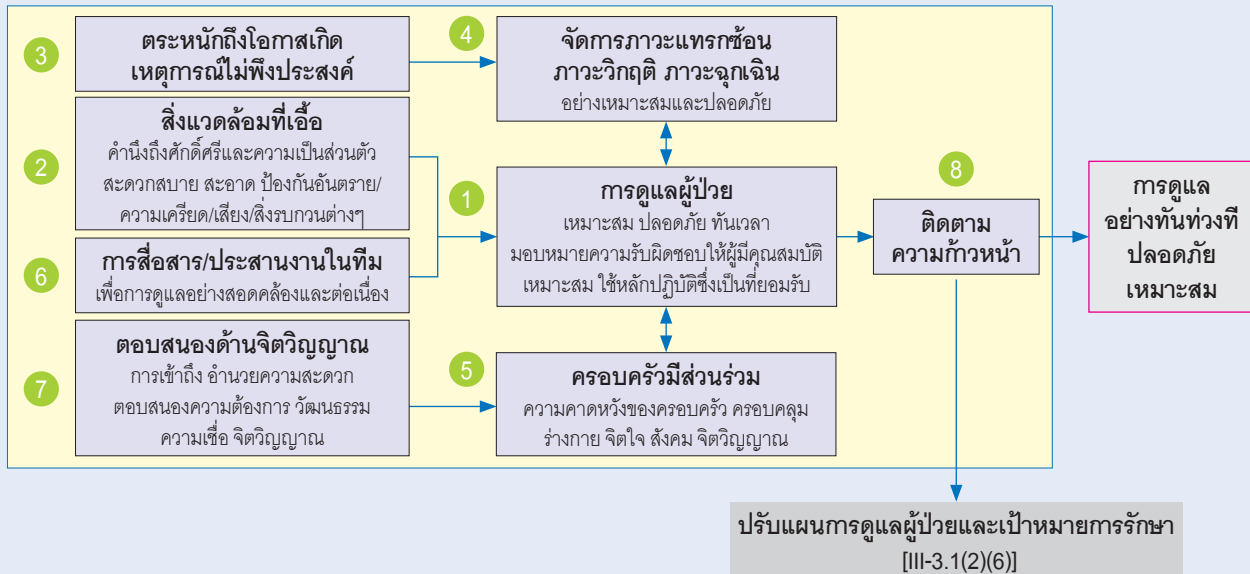 3
ตระหนักถึงโอกาสเกิด
เหตุการณ์ไม่พึงประสงค์
4
จัดการภาวะแทรกซ้อน
ภาวะวิกฤติ ภาวะฉุกเฉิน
อย่างเหมาะสมและปลอดภัย
2
สิ่งแวดล้อมที่เอื้อ
คำนึงถึงศักดิ์ศรีและความเป็นส่วนตัว
สะดวกสบาย สะอาด ป้องกันอันตราย/
ความเครียด/เสียง/สิ่งรบกวนต่างๆ
1
การดูแลผู้ป่วย
เหมาะสม ปลอดภัย ทันเวลา
มอบหมายความรับผิดชอบให้ผู้มีคุณสมบัติ
เหมาะสม ใช้หลักปฏิบัติซึ่งเป็นที่ยอมรับ
8
ติดตาม
ความก้าวหน้า
การดูแล
อย่างทันท่วงที
ปลอดภัย
เหมาะสม
6
การสื่อสาร/ประสานงานในทีม
เพื่อการดูแลอย่างสอดคล้องและต่อเนื่อง
7
ตอบสนองด้านจิตวิญญาณ
การเข้าถึง อำนวยความสะดวก
ตอบสนองความต้องการ วัฒนธรรม
ความเชื่อ จิตวิญญาณ
5
ครอบครัวมีส่วนร่วม
ความคาดหวังของครอบครัว ครอบคลุม
ร่างกาย จิตใจ สังคม จิตวิญญาณ
ปรับแผนการดูแลผู้ป่วยและเป้าหมายการรักษา
[III-3.1(2)(6)]